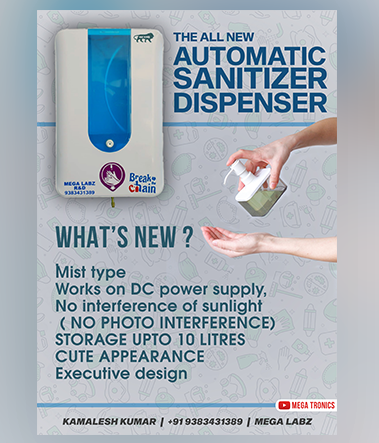 THE ALL NEW
AUTOMATIC
SANITIZER
DISPENSER
MEGA LABZ
R&D
9383431389
Break
the
Chain
WHAT'S NEW ?
Mist type
Works on DC power supply,
No interference of sunlight
( NO PHOTO INTERFERENCE)
STORAGE UPTO 10 LITRES
CUTE APPEARANCE
Executive design
MEGA TRONICS
KAMALESH KUMAR | +91 9383431389 | MEGA LABZ